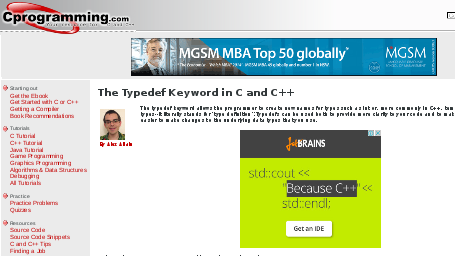 Cprogramming.com
MGSM MBA Top 50 globally*
MGSM
The Typedef Keyword in C and C++
Starting out
Get the Ebook
Get Started with C or C++
Getting a Compiler
Book Recommendations
Tutorials
C Tutorial
C++ Tutorial
Java Tutorial
Game Programming
Graphics Programming
Algorithms & Data Structures
Debugging
All Tutorials
Practice
Practice Problems
Quizzes
Resources
Source Code
Source Code Snippets
C and C++ Tips
Finding a Job
The typedef keyword allows the programmer to create new names for types such as int or, more commonly in C++, tem
types--it literally stands for "type definition". Typedefs can be used both to provide more clarity to your code and to mak
easier to make changes to the underlying data types that you use.
By Alex Allain
JETBRAINS
std::cout <<
"Because C++" <<
std::endl;
Get an IDE